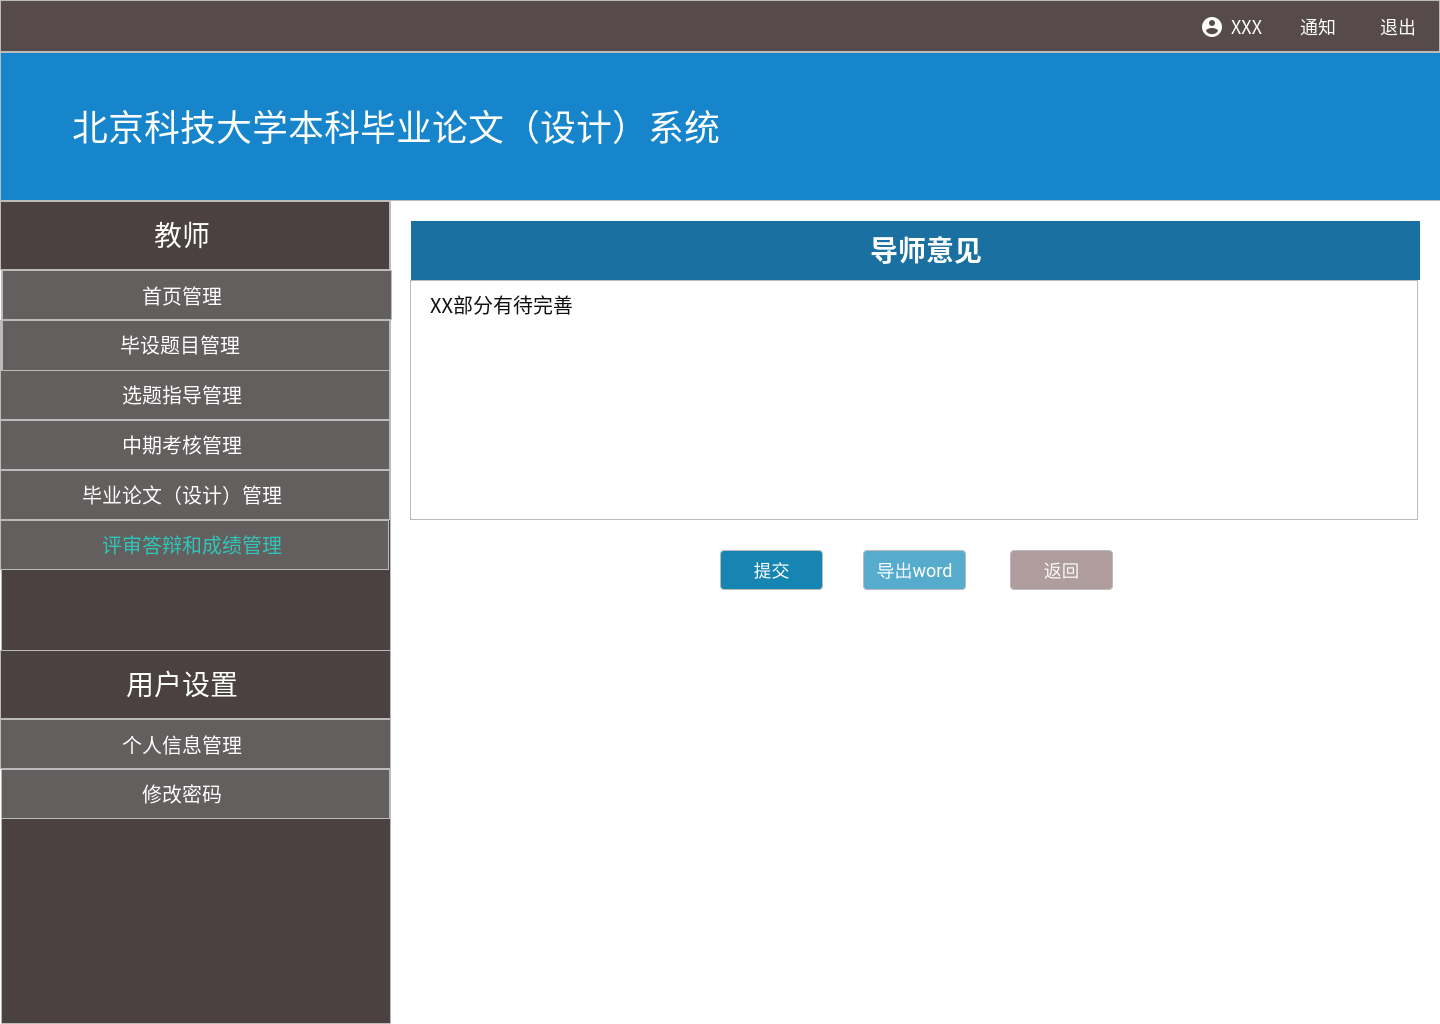 XXX 通知 退出
北京科技大学本科毕业论文（设计）系统
教师
首页管理
毕设题目管理
选题指导管理
中期考核管理
毕业论文（设计）管理
评审答辩和成绩管理
用户设置
个人信息管理
修改密码
导师意见
XX部分有待完善
提交 导出word 返回